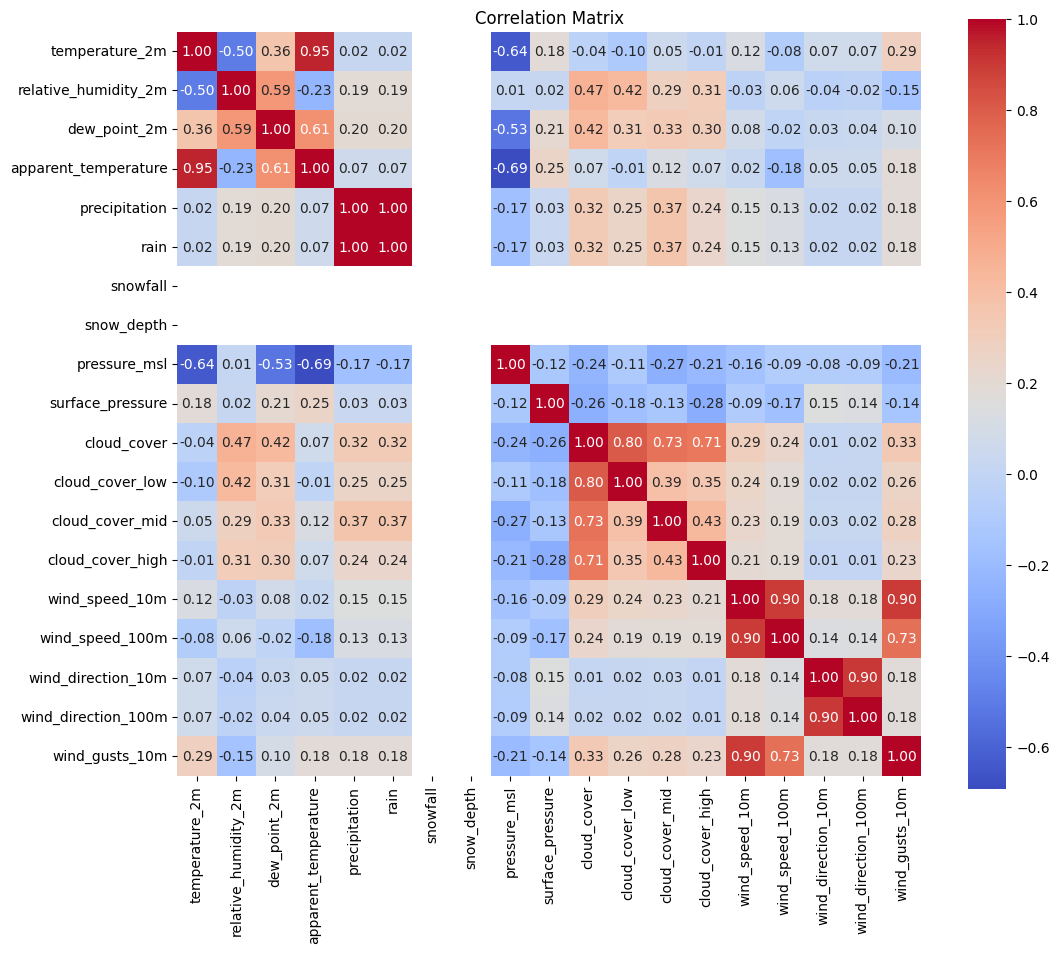 Correlation Matrix
temperature_2m 1.00 -0.50 0.36 0.95 0.02 0.02 -0.64 0.18 -0.04 -0.10 0.05 -0.01 0.12 -0.08 0.07 0.07 0.29
relative_humidity_2m -0.50 1.00 0.59 -0.23 0.19 0.19 0.01 0.02 0.47 0.42 0.29 0.31 -0.03 0.06 -0.04 -0.02 -0.15
dew_point_2m 0.36 0.59 1.00 0.61 0.20 0.20 -0.53 0.21 0.42 0.31 0.33 0.30 0.08 -0.02 0.03 0.04 0.10
apparent_temperature 0.95 -0.23 0.61 1.00 0.07 0.07 -0.69 0.25 0.07 -0.01 0.12 0.07 0.02 -0.18 0.05 0.05 0.18
precipitation 0.02 0.19 0.20 0.07 1.00 1.00 -0.17 0.03 0.32 0.25 0.37 0.24 0.15 0.13 0.02 0.02 0.18
rain 0.02 0.19 0.20 0.07 1.00 1.00 -0.17 0.03 0.32 0.25 0.37 0.24 0.15 0.13 0.02 0.02 0.18
snowfall
snow_depth
pressure_msl -0.64 0.01 -0.53 -0.69 -0.17 -0.17 1.00 -0.12 -0.24 -0.11 -0.27 -0.21 -0.16 -0.09 -0.08 -0.09 -0.21
surface_pressure 0.18 0.02 0.21 0.25 0.03 0.03 -0.12 1.00 -0.26 -0.18 -0.13 -0.28 -0.09 -0.17 0.15 0.14 -0.14
cloud_cover -0.04 0.47 0.42 0.07 0.32 0.32 -0.24 -0.26 1.00 0.80 0.73 0.71 0.29 0.24 0.01 0.02 0.33
cloud_cover_low -0.10 0.42 0.31 -0.01 0.25 0.25 -0.11 -0.18 0.80 1.00 0.39 0.35 0.24 0.19 0.02 0.02 0.26
cloud_cover_mid 0.05 0.29 0.33 0.12 0.37 0.37 -0.27 -0.13 0.73 0.39 1.00 0.43 0.23 0.19 0.03 0.02 0.28
cloud_cover_high -0.01 0.31 0.30 0.07 0.24 0.24 -0.21 -0.28 0.71 0.35 0.43 1.00 0.21 0.19 0.01 0.01 0.23
wind_speed_10m 0.12 -0.03 0.08 0.02 0.15 0.15 -0.16 -0.09 0.29 0.24 0.23 0.21 1.00 0.90 0.18 0.18 0.90
wind_speed_100m -0.08 0.06 -0.02 -0.18 0.13 0.13 -0.09 -0.17 0.24 0.19 0.19 0.19 0.90 1.00 0.14 0.14 0.73
wind_direction_10m 0.07 -0.04 0.03 0.05 0.02 0.02 -0.08 0.15 0.01 0.02 0.03 0.01 0.18 0.14 1.00 0.90 0.18
wind_direction_100m 0.07 -0.02 0.04 0.05 0.02 0.02 -0.09 0.14 0.02 0.02 0.02 0.01 0.18 0.14 0.90 1.00 0.18
wind_gusts_10m 0.29 -0.15 0.10 0.18 0.18 0.18 -0.21 -0.14 0.33 0.26 0.28 0.23 0.90 0.73 0.18 0.18 1.00
temperature_2m
relative_humidity_2m
dew_point_2m
apparent_temperature
precipitation
rain
snowfall
snow_depth
pressure_msl
surface_pressure
cloud_cover
cloud_cover_low
cloud_cover_mid
cloud_cover_high
wind_speed_10m
wind_speed_100m
wind_direction_10m
wind_direction_100m
wind_gusts_10m
1.0
0.8
0.6
0.4
0.2
0.0
−0.2
−0.4
−0.6